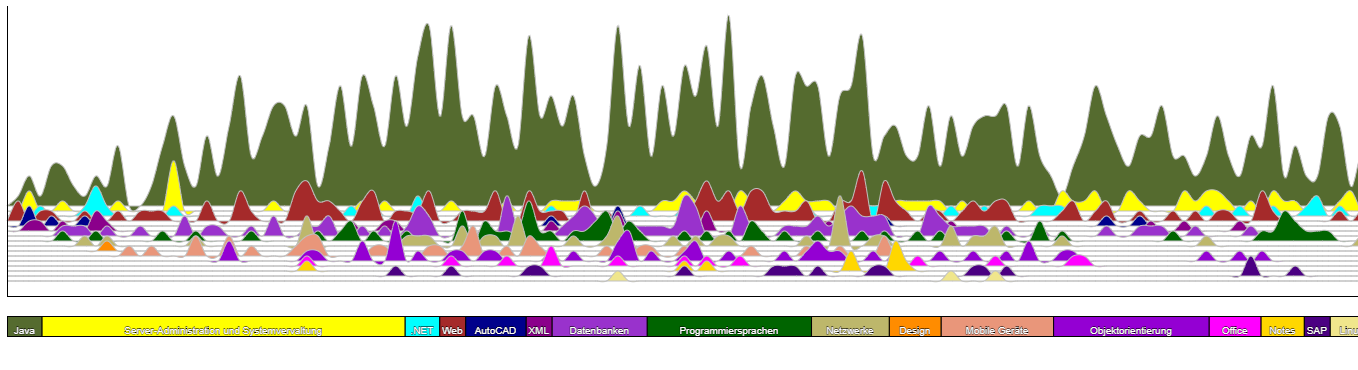 Java Server-Administration und Systemverwaltung .NET Web AutoCAD XML Datenbanken Programmiersprachen Netzwerke Design Mobile Geräte Objektorientierung Office Notes SAP